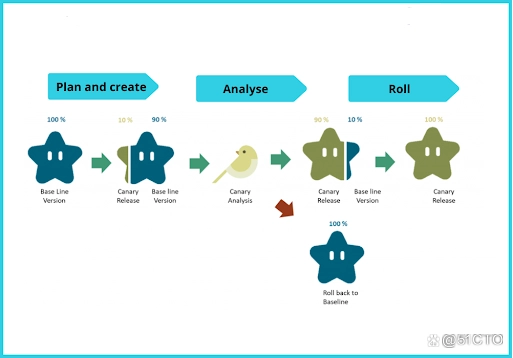 Plan and create
Analyse
Roll
100 %
10 %
90 %
90 %
10 %
100 %
Base Line
Version
Canary
Release
Base line
Version
Canary
Analysis
Canary
Release
Base line
Version
Canary
Release
100 %
Roll back to
Baseline
@51CTO